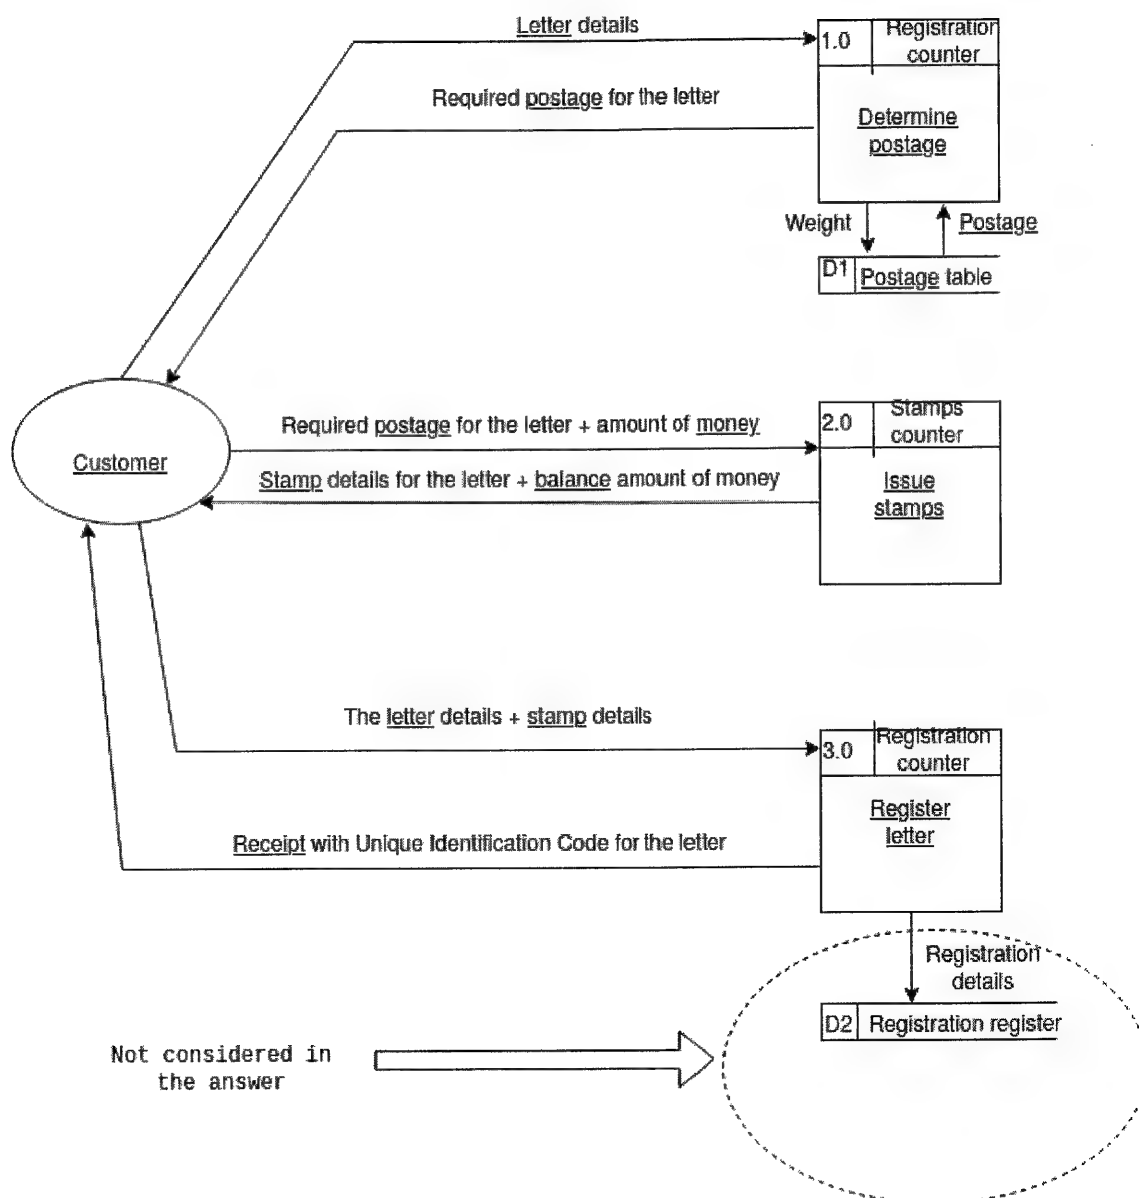 Letter details
1.0
Registration
counter
Required postage for the letter
Determine
postage
Weight
Postage
D1
Postage table
Required postage for the letter + amount of money
2.0
Stamps
counter
Customer
Stamp details for the letter + balance amount of money
Issue
stamps
The letter details + stamp details
3.0
Registration
counter
Register
letter
Receipt with Unique Identification Code for the letter
Registration
details
D2
Registration register
Not considered in
the answer